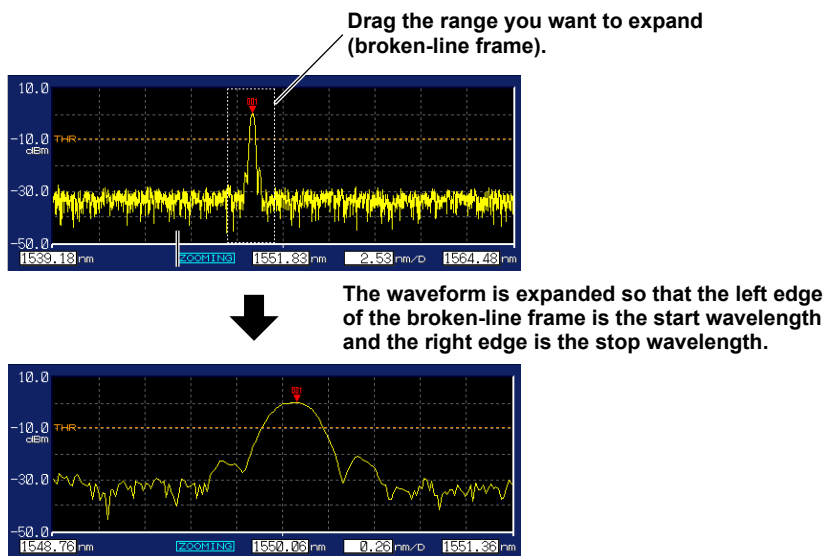 Drag the range you want to expand
(broken-line frame).
10.0
001
-10.0 THR
dBm
-30.0
-50.0
1539.18 nm ZOOMING 1551.83 nm 2.53 nm/D 1564.48 nm
The waveform is expanded so that the left edge
of the broken-line frame is the start wavelength
and the right edge is the stop wavelength.
10.0
001
-10.0 THR
dBm
-30.0
-50.0
1548.76 nm ZOOMING 1550.06 nm 0.26 nm/D 1551.36 nm